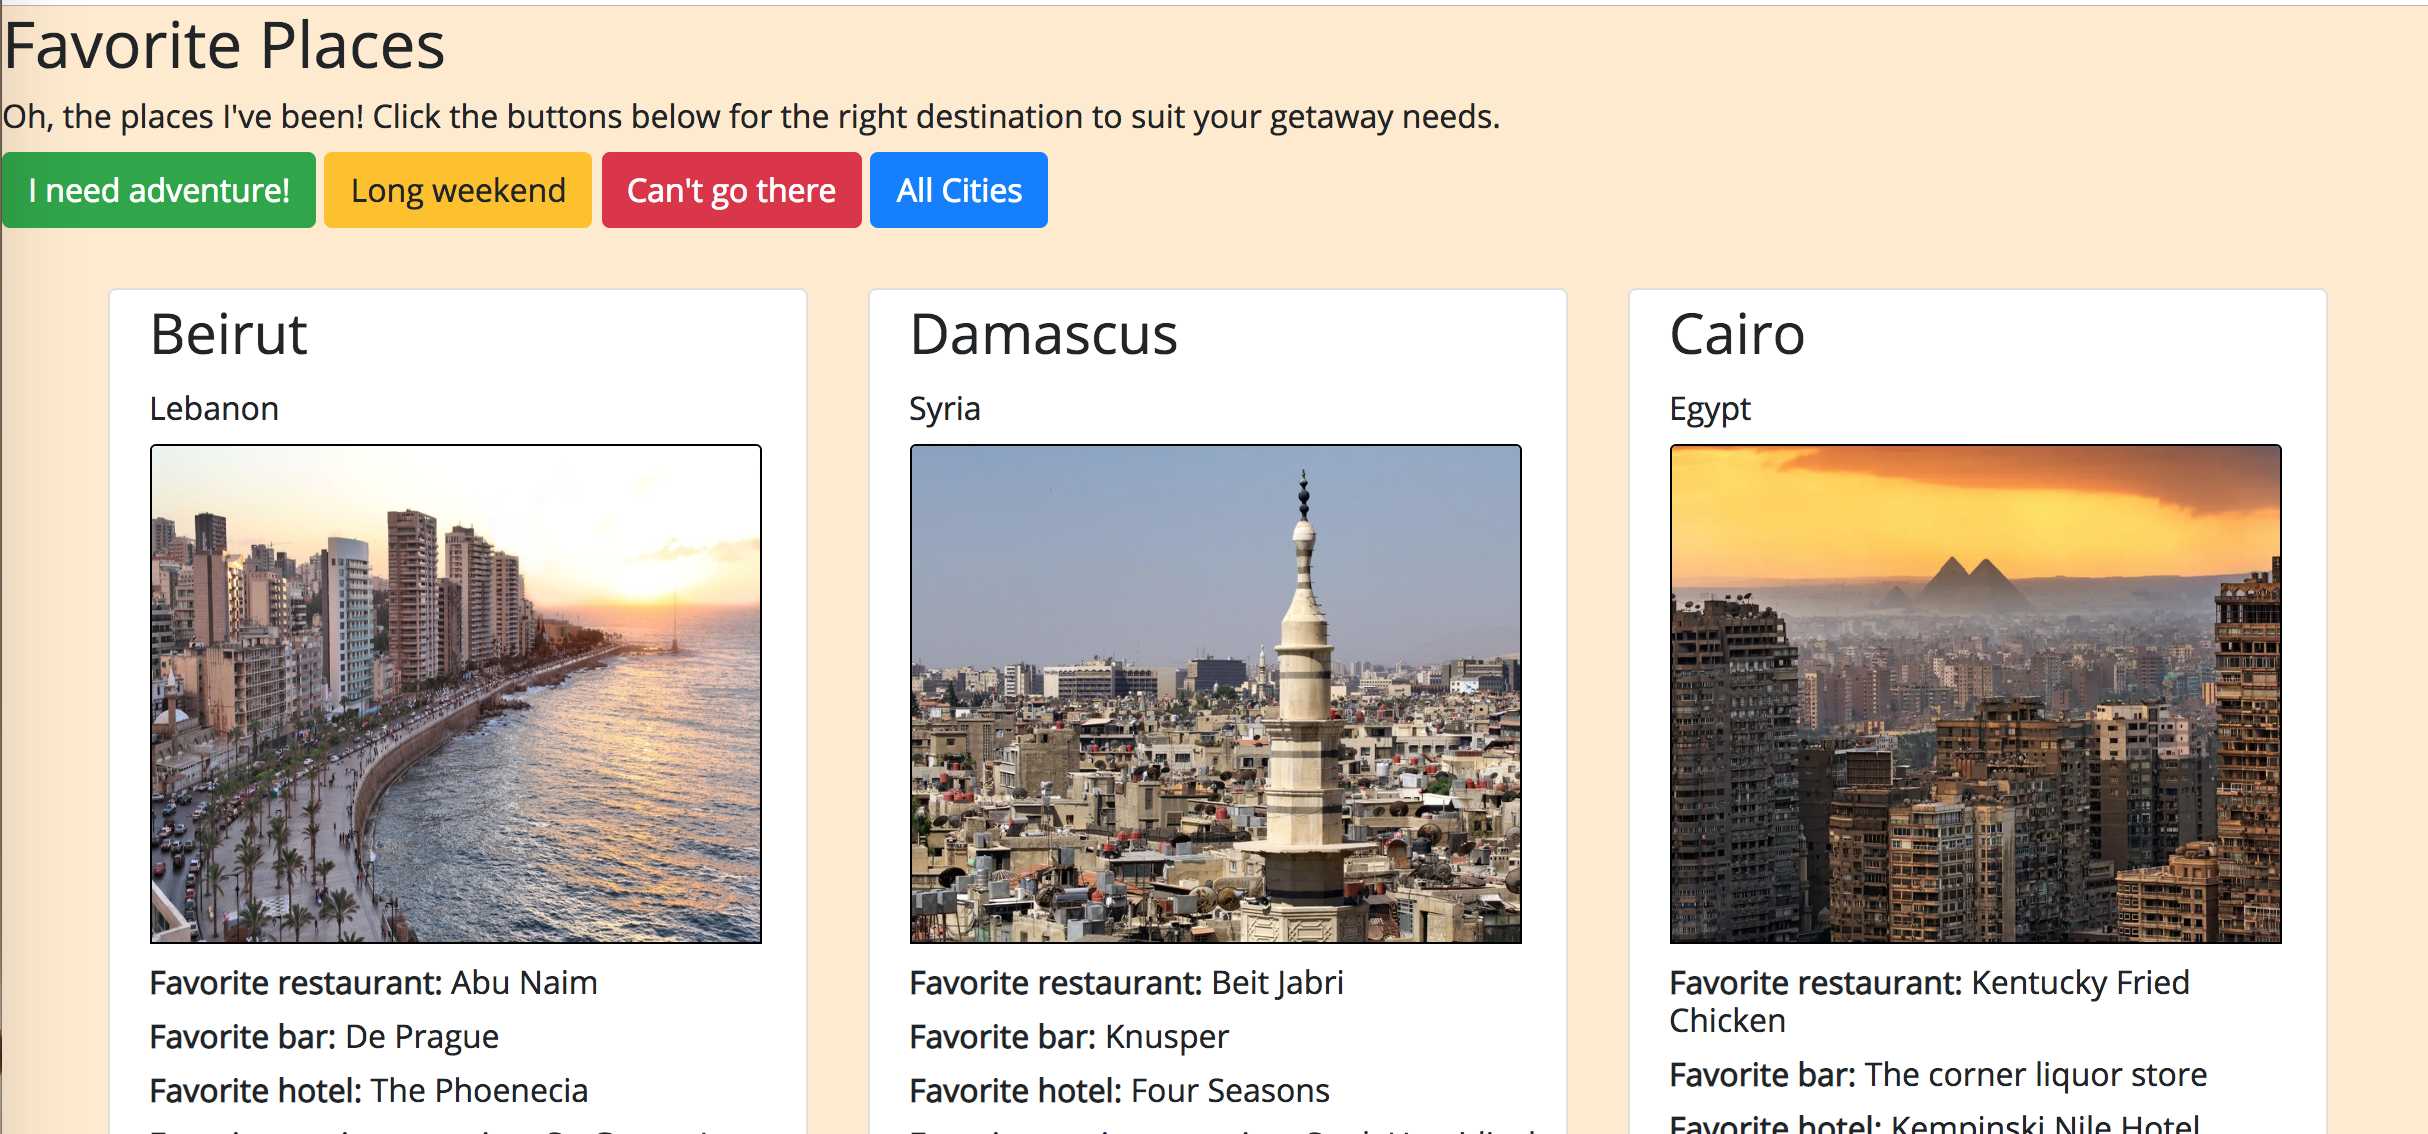 Favorite Places
Oh, the places I've been! Click the buttons below for the right destination to suit your getaway needs.
I need adventure!
Long weekend
Can't go there
All Cities
Beirut
Lebanon
Favorite restaurant: Abu Naim
Favorite bar: De Prague
Favorite hotel: The Phoenecia
Damascus
Syria
Favorite restaurant: Beit Jabri
Favorite bar: Knusper
Favorite hotel: Four Seasons
Cairo
Egypt
Favorite restaurant: Kentucky Fried
Chicken
Favorite bar: The corner liquor store
Favorite hotel: Kempinski Nile Hotel